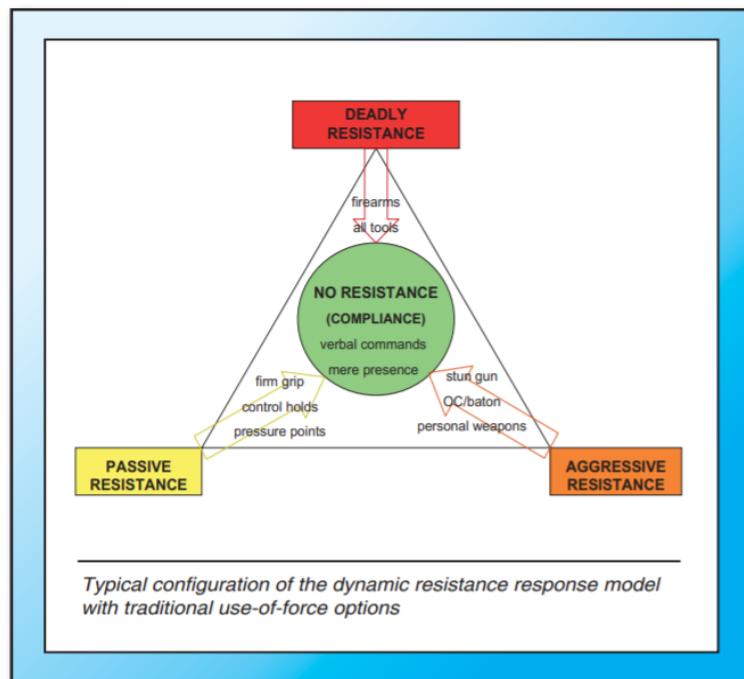 DEADLY
RESISTANCE
firearms
all tools
NO RESISTANCE
(COMPLIANCE)
verbal commands
mere presence
firm grip
control holds
pressure points
stun gun
OC/baton
personal weapons
PASSIVE
RESISTANCE
AGGRESSIVE
RESISTANCE
Typical configuration of the dynamic resistance response model
with traditional use-of-force options